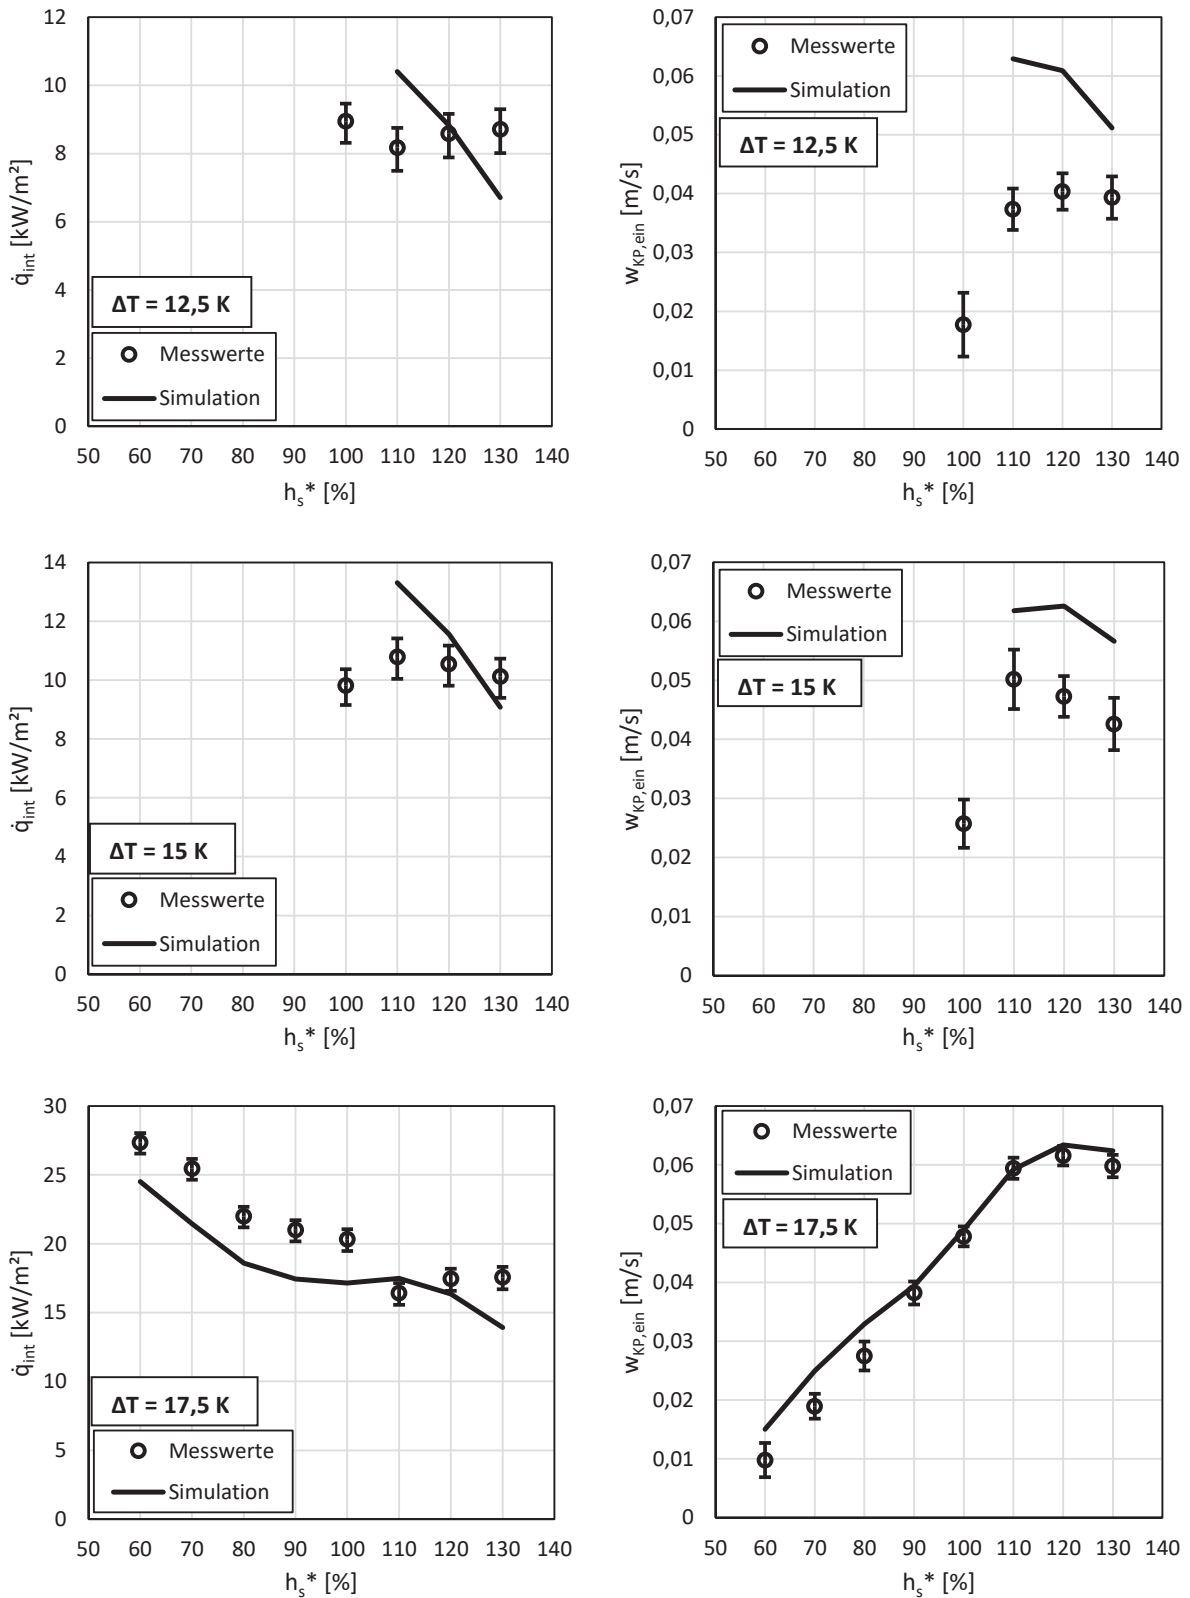 12
10
8
6
4
2
0
q̇int [kW/m²]
ΔT = 12,5 K
Messwerte
Simulation
50 60 70 80 90 100 110 120 130 140
hs* [%]
0,07
0,06
0,05
0,04
0,03
0,02
0,01
0
wKP,ein [m/s]
Messwerte
Simulation
ΔT = 12,5 K
50 60 70 80 90 100 110 120 130 140
hs* [%]
14
12
10
8
6
4
2
0
q̇int [kW/m²]
ΔT = 15 K
Messwerte
Simulation
50 60 70 80 90 100 110 120 130 140
hs* [%]
0,07
0,06
0,05
0,04
0,03
0,02
0,01
0
wKP,ein [m/s]
Messwerte
Simulation
ΔT = 15 K
50 60 70 80 90 100 110 120 130 140
hs* [%]
30
25
20
15
10
5
0
q̇int [kW/m²]
ΔT = 17,5 K
Messwerte
Simulation
50 60 70 80 90 100 110 120 130 140
hs* [%]
0,07
0,06
0,05
0,04
0,03
0,02
0,01
0
wKP,ein [m/s]
Messwerte
Simulation
ΔT = 17,5 K
50 60 70 80 90 100 110 120 130 140
hs* [%]